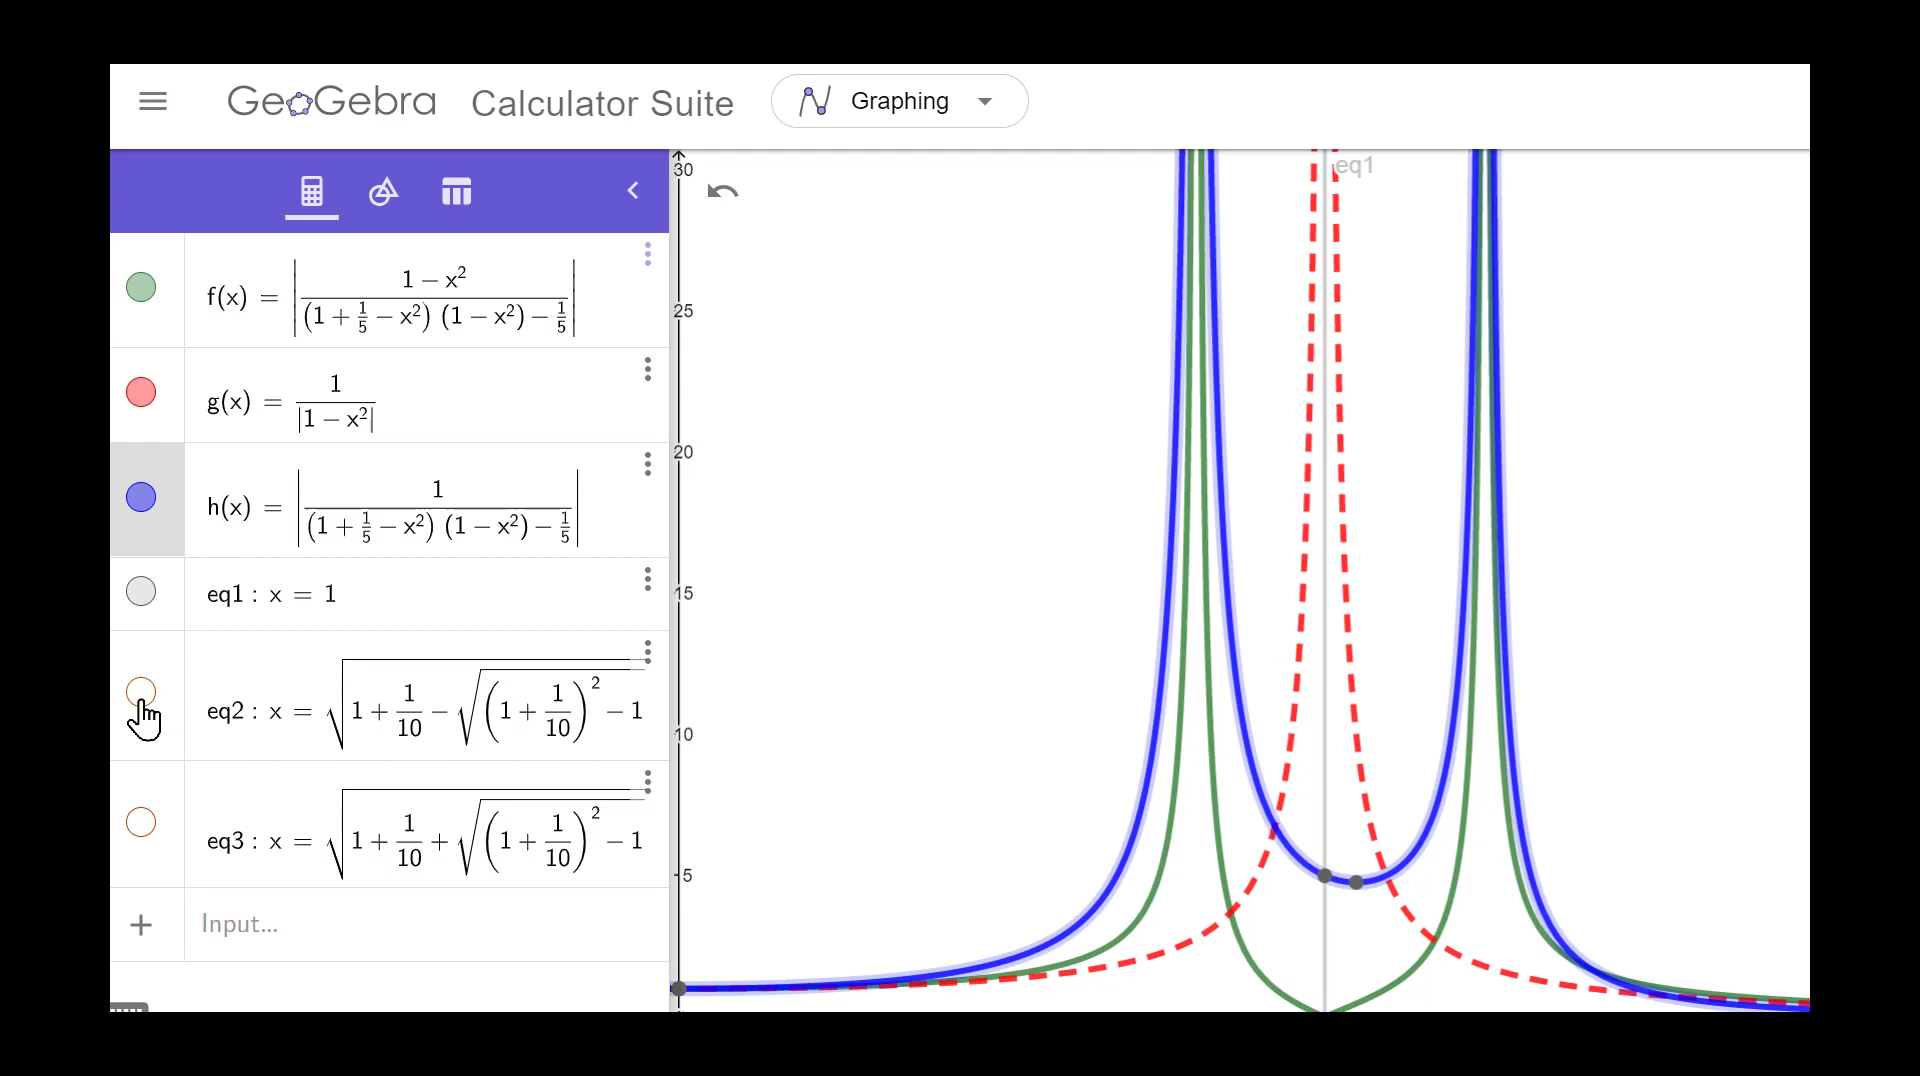 GeoGebra Calculator Suite Graphing
f(x) = |(1 − x²)/((1 + 1/5 − x²) (1 − x²) − 1/5)|
g(x) = 1/|1 − x²|
h(x) = |1/((1 + 1/5 − x²) (1 − x²) − 1/5)|
eq1 : x = 1
eq2 : x = √(1 + 1/10 − √((1 + 1/10)² − 1
eq3 : x = √(1 + 1/10 + √((1 + 1/10)² − 1
Input...
30
25
20
15
10
5
eq1